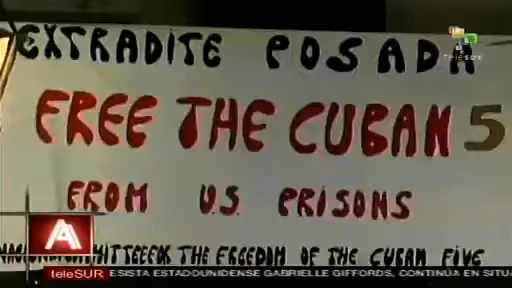 EXTRADITE POSADA
teleSUR
FREE THE CUBAN 5
FROM U.S. PRISONS
THE FREEDOM OF THE CUBAN FIVE
teleSUR ESISTA ESTADOUNIDENSE GABRIELLE GIFFORDS, CONTINÚA EN SITUA